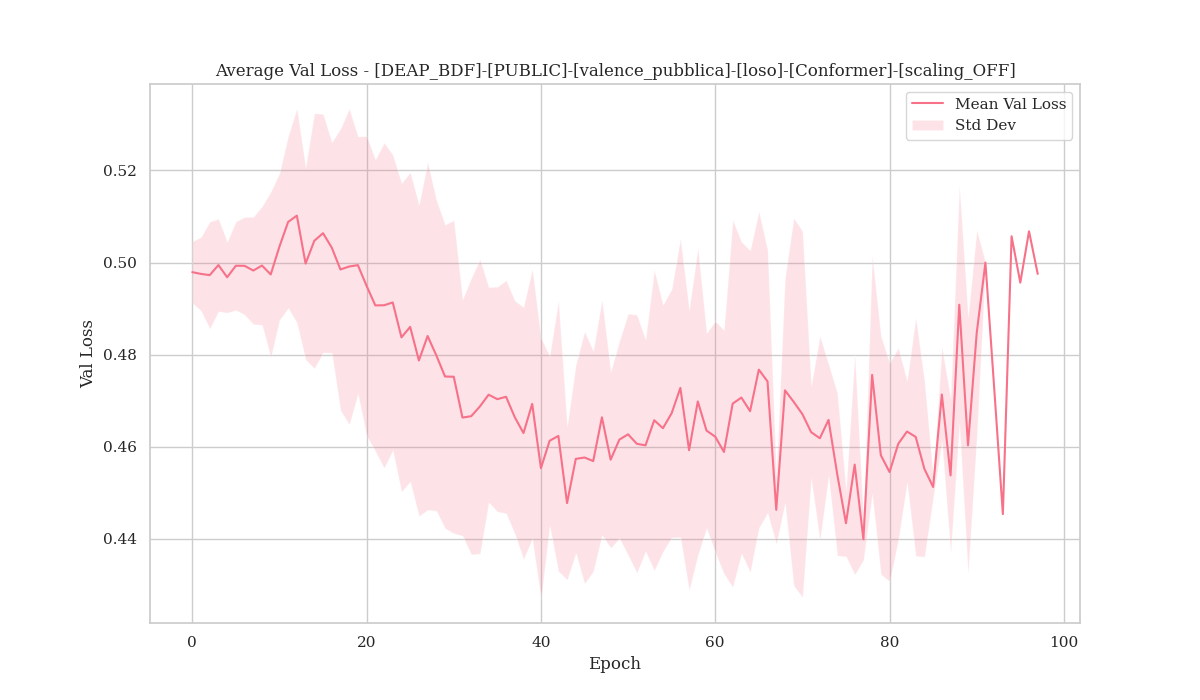 Average Val Loss - [DEAP_BDF]-[PUBLIC]-[valence_pubblica]-[loso]-[Conformer]-[scaling_OFF]
Mean Val Loss
Std Dev
Val Loss
0.52
0.50
0.48
0.46
0.44
0
20
40
60
80
100
Epoch